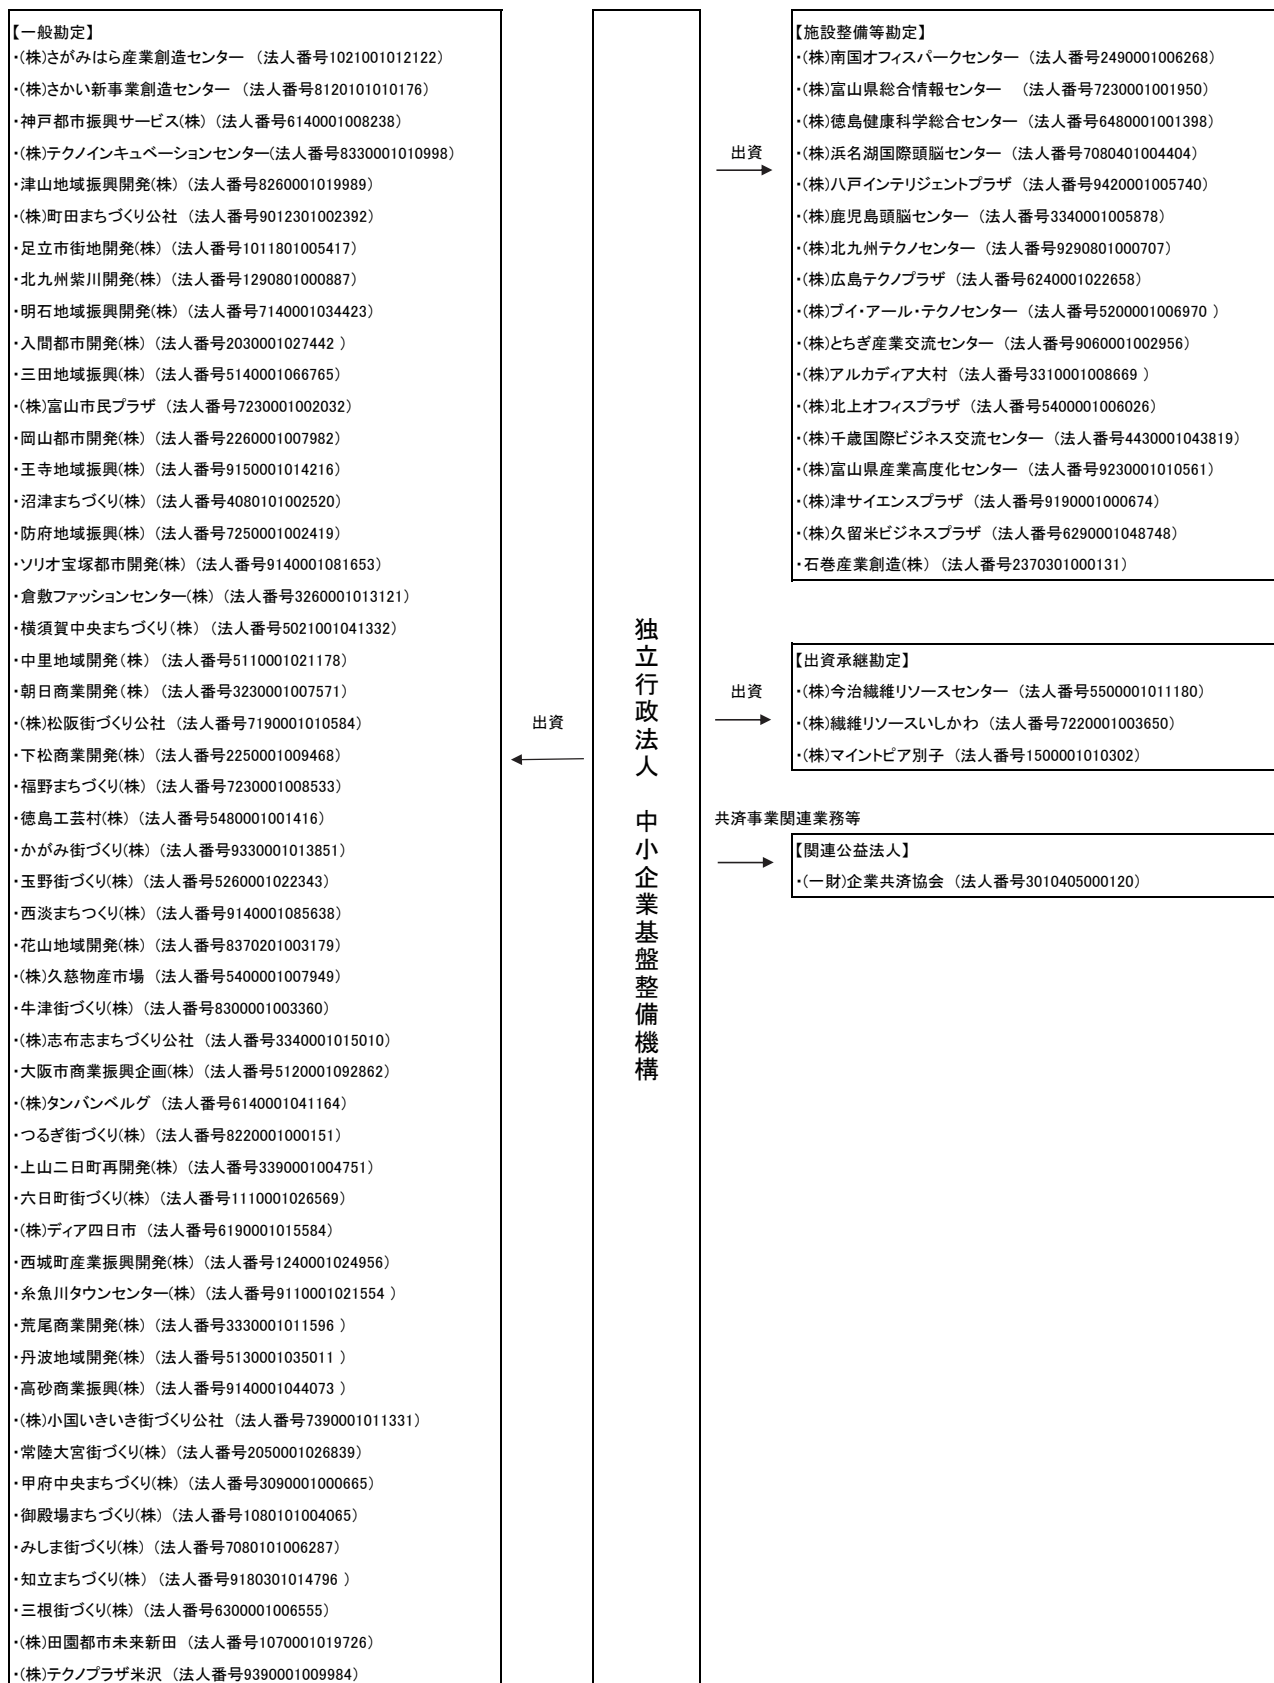 【一般勘定】
・(株)さがみはら産業創造センター （法人番号1021001012122）
・(株)さかい新事業創造センター （法人番号8120101010176）
・神戸都市振興サービス(株) （法人番号6140001008238）
・(株)テクノインキュベーションセンター(法人番号8330001010998）
・津山地域振興開発(株) （法人番号8260001019989）
・(株)町田まちづくり公社 （法人番号9012301002392）
・足立市街地開発(株) （法人番号1011801005417）
・北九州紫川開発(株) （法人番号1290801000887）
・明石地域振興開発(株) （法人番号7140001034423）
・入間都市開発(株) （法人番号2030001027442 ）
・三田地域振興(株) （法人番号5140001066765）
・(株)富山市民プラザ （法人番号7230001002032）
・岡山都市開発(株) （法人番号2260001007982）
・王寺地域振興(株) （法人番号9150001014216）
・沼津まちづくり(株) （法人番号4080101002520）
・防府地域振興(株) （法人番号7250001002419）
・ソリオ宝塚都市開発(株) （法人番号9140001081653）
・倉敷ファッションセンター(株) （法人番号3260001013121）
・横須賀中央まちづくり(株) （法人番号5021001041332）
・中里地域開発(株) （法人番号5110001021178）
・朝日商業開発(株) （法人番号3230001007571）
・(株)松阪街づくり公社 （法人番号7190001010584）
・下松商業開発(株) （法人番号2250001009468）
・福野まちづくり(株) （法人番号7230001008533）
・徳島工芸村(株) （法人番号5480001001416）
・かがみ街づくり(株) （法人番号9330001013851）
・玉野街づくり(株) （法人番号5260001022343）
・西淡まちつくり(株) （法人番号9140001085638）
・花山地域開発(株) （法人番号8370201003179）
・(株)久慈物産市場 （法人番号5400001007949）
・牛津街づくり(株) （法人番号8300001003360）
・(株)志布志まちづくり公社 （法人番号3340001015010）
・大阪市商業振興企画(株) （法人番号5120001092862）
・(株)タンバンベルグ （法人番号6140001041164）
・つるぎ街づくり(株) （法人番号8220001000151）
・上山二日町再開発(株) （法人番号3390001004751）
・六日町街づくり(株) （法人番号1110001026569）
・(株)ディア四日市 （法人番号6190001015584）
・西城町産業振興開発(株) （法人番号1240001024956）
・糸魚川タウンセンター(株) （法人番号9110001021554 ）
・荒尾商業開発(株) （法人番号3330001011596 ）
・丹波地域開発(株) （法人番号5130001035011 ）
・高砂商業振興(株) （法人番号9140001044073 ）
・(株)小国いきいき街づくり公社 （法人番号7390001011331）
・常陸大宮街づくり(株) （法人番号2050001026839）
・甲府中央まちづくり(株) （法人番号3090001000665）
・御殿場まちづくり(株) （法人番号1080101004065）
・みしま街づくり(株) （法人番号7080101006287）
・知立まちづくり(株) （法人番号9180301014796 ）
・三根街づくり(株) （法人番号6300001006555）
・(株)田園都市未来新田 （法人番号1070001019726）
・(株)テクノプラザ米沢 （法人番号9390001009984）
出資
独立行政法人 中小企業基盤整備機構
出資
【施設整備等勘定】
・(株)南国オフィスパークセンター （法人番号2490001006268）
・(株)富山県総合情報センター （法人番号7230001001950）
・(株)徳島健康科学総合センター （法人番号6480001001398）
・(株)浜名湖国際頭脳センター （法人番号7080401004404）
・(株)八戸インテリジェントプラザ （法人番号9420001005740）
・(株)鹿児島頭脳センター （法人番号3340001005878）
・(株)北九州テクノセンター （法人番号9290801000707）
・(株)広島テクノプラザ （法人番号6240001022658）
・(株)ブイ・アール・テクノセンター （法人番号5200001006970 ）
・(株)とちぎ産業交流センター （法人番号9060001002956）
・(株)アルカディア大村 （法人番号3310001008669 ）
・(株)北上オフィスプラザ （法人番号5400001006026）
・(株)千歳国際ビジネス交流センター （法人番号4430001043819）
・(株)富山県産業高度化センター （法人番号9230001010561）
・(株)津サイエンスプラザ （法人番号9190001000674）
・(株)久留米ビジネスプラザ （法人番号6290001048748）
・石巻産業創造(株) （法人番号2370301000131）
出資
【出資承継勘定】
・(株)今治繊維リソースセンター （法人番号5500001011180）
・(株)繊維リソースいしかわ （法人番号7220001003650）
・(株)マイントピア別子 （法人番号1500001010302）
共済事業関連業務等
【関連公益法人】
・(一財)企業共済協会 （法人番号3010405000120）